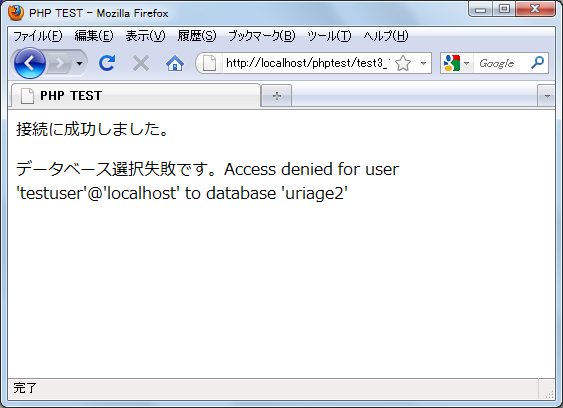 PHP TEST - Mozilla Firefox
ファイル(F) 編集(E) 表示(V) 履歴(S) ブックマーク(B) ツール(T) ヘルプ(H)
http://localhost/phptest/test3_ Google
PHP TEST
接続に成功しました。
データベース選択失敗です。Access denied for user
'testuser'@'localhost' to database 'uriage2'
完了